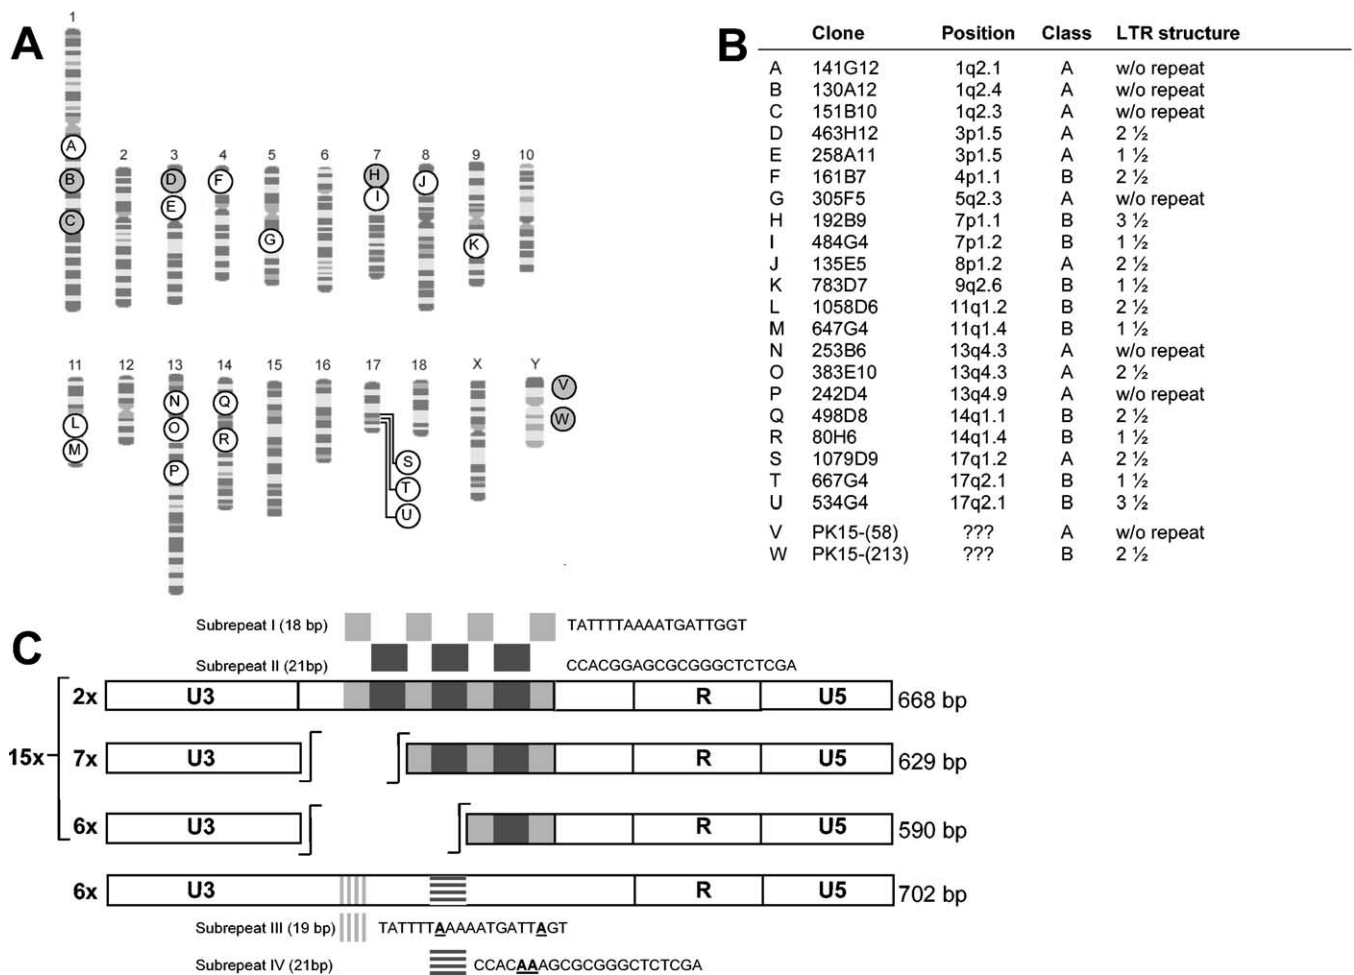 A
1
2 3 4 5 6 7 8 9 10
A
B D F H J
C E I
G K
11 12 13 14 15 16 17 18 X Y
N Q V
L O W
M R
P S
T
U
B
Clone Position Class LTR structure
A 141G12 1q2.1 A w/o repeat
B 130A12 1q2.4 A w/o repeat
C 151B10 1q2.3 A w/o repeat
D 463H12 3p1.5 A 2 ½
E 258A11 3p1.5 A 1 ½
F 161B7 4p1.1 B 2 ½
G 305F5 5q2.3 A w/o repeat
H 192B9 7p1.1 B 3 ½
I 484G4 7p1.2 B 1 ½
J 135E5 8p1.2 A 2 ½
K 783D7 9q2.6 B 1 ½
L 1058D6 11q1.2 B 2 ½
M 647G4 11q1.4 B 1 ½
N 253B6 13q4.3 A w/o repeat
O 383E10 13q4.3 A 2 ½
P 242D4 13q4.9 A w/o repeat
Q 498D8 14q1.1 B 2 ½
R 80H6 14q1.4 B 1 ½
S 1079D9 17q1.2 A 2 ½
T 667G4 17q2.1 B 1 ½
U 534G4 17q2.1 B 3 ½
V PK15-(58) ??? A w/o repeat
W PK15-(213) ??? B 2 ½
C
Subrepeat I (18 bp) TATTTTAAAATGATTGGT
Subrepeat II (21bp) CCACGGAGCGCGGGCTCTCGA
2x U3 R U5 668 bp
15x 7x U3 R U5 629 bp
6x U3 R U5 590 bp
6x U3 R U5 702 bp
Subrepeat III (19 bp) TATTTTAAAAATGATTAGT
Subrepeat IV (21bp) CCACAAAGCGCGGGCTCTCGA